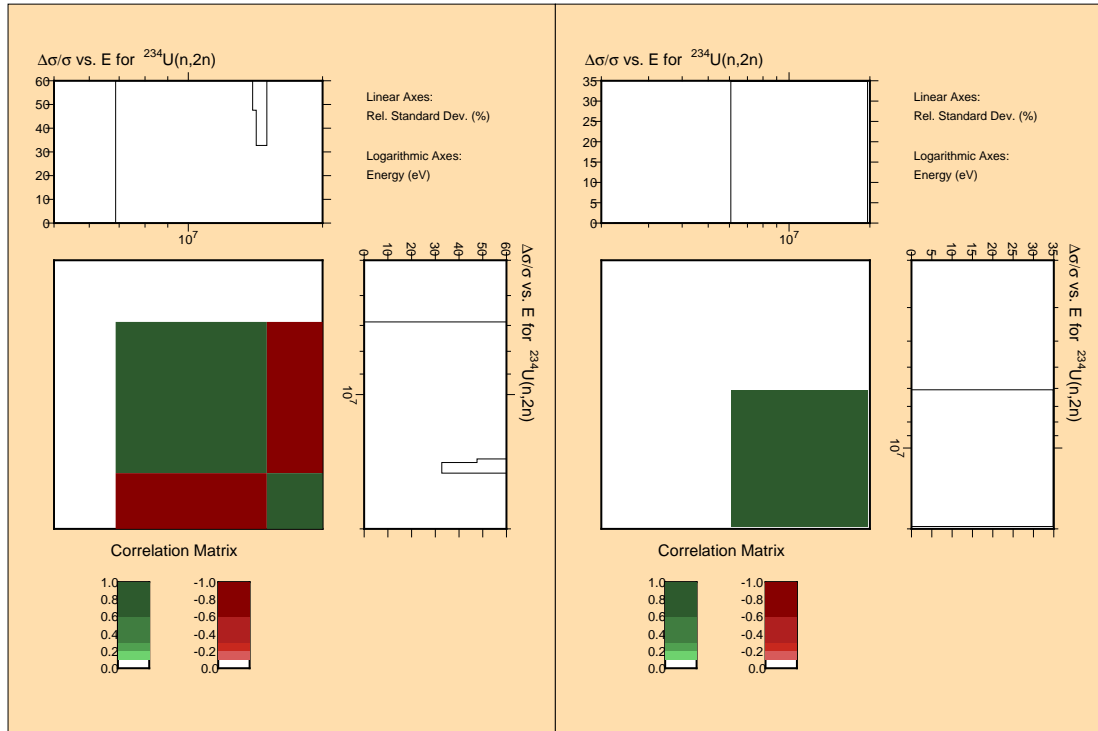 Δσ/σ vs. E for ²³⁴U(n,2n)
60
50
40
30
20
10
0
10⁷
Linear Axes:
Rel. Standard Dev. (%)
Logarithmic Axes:
Energy (eV)
0 10 20 30 40 50 60
10⁷
Δσ/σ vs. E for ²³⁴U(n,2n)
Correlation Matrix
1.0 -1.0
0.8 -0.8
0.6 -0.6
0.4 -0.4
0.2 -0.2
0.0 0.0
Δσ/σ vs. E for ²³⁴U(n,2n)
35
30
25
20
15
10
5
0
10⁷
Linear Axes:
Rel. Standard Dev. (%)
Logarithmic Axes:
Energy (eV)
0 5 10 15 20 25 30 35
10⁷
Δσ/σ vs. E for ²³⁴U(n,2n)
Correlation Matrix
1.0 -1.0
0.8 -0.8
0.6 -0.6
0.4 -0.4
0.2 -0.2
0.0 0.0